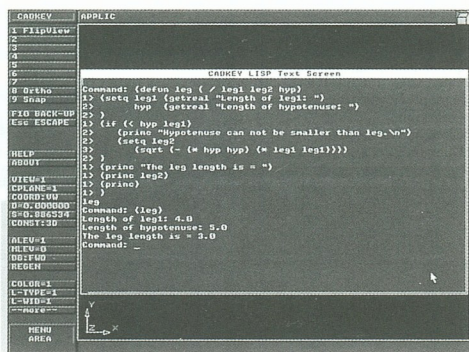 CADKEY
APPLIC
1 FlipView
2
3
4
5
6
7
8 Ortho
9 Snap
F10 BACK-UP
Esc ESCAPE
HELP
ABOUT
VIEW=1
CPLANE=1
COORD:VW
D=0.000000
S=0.886534
CONST:3D
ALEV=1
MLEV=0
DB:FWD
REGEN
COLOR=1
L-TYPE=1
L-WID=1
--more--
MENU
AREA
CADKEY LISP Text Screen
Command: (defun leg ( / leg1 leg2 hyp)
1> (setq leg1 (getreal "Length of leg1: ")
2> hyp (getreal "Length of hypotenuse: ")
2> )
1> (if (< hyp leg1)
2> (princ "Hypotenuse can not be smaller than leg.\n")
2> (setq leg2
3> (sqrt (- (* hyp hyp) (* leg1 leg1))))
2> )
1> (princ "The leg length is = ")
1> (princ leg2)
1> (princ)
1> )
leg
Command: (leg)
Length of leg1: 4.0
Length of hypotenuse: 5.0
The leg length is = 3.0
Command: _
Y
Z
X